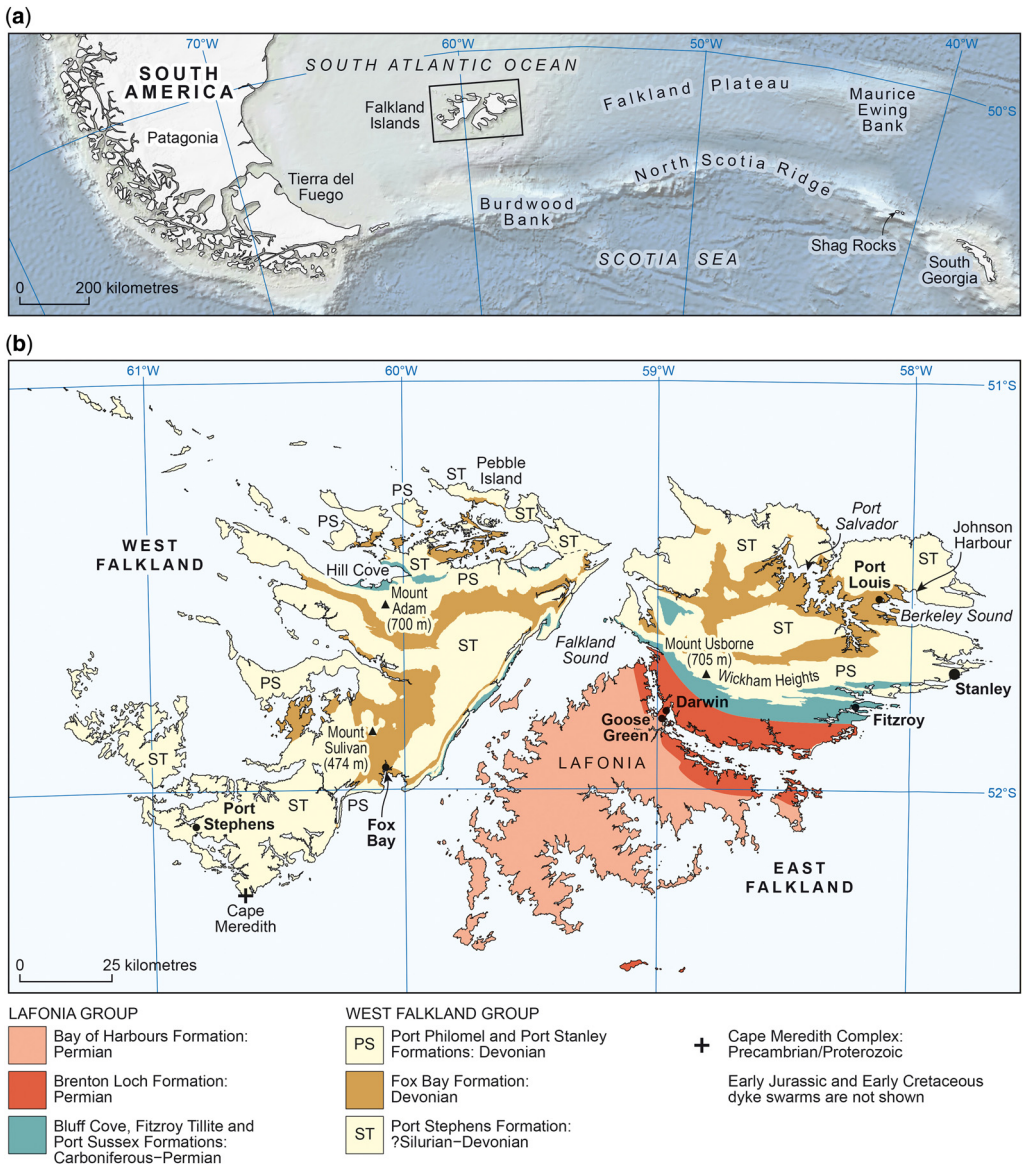 (a)
70°W
60°W
50°W
40°W
50°S
SOUTH
AMERICA
SOUTH ATLANTIC OCEAN
Patagonia
Falkland
Islands
Falkland Plateau
Maurice
Ewing
Bank
Tierra del
Fuego
North Scotia Ridge
Burdwood
Bank
Shag Rocks
SCOTIA SEA
South
Georgia
0 200 kilometres
(b)
61°W
60°W
59°W
58°W
51°S
WEST
FALKLAND
PS
PS
ST
Pebble
Island
ST
ST
Hill Cove
ST
PS
Mount
Adam
(700 m)
ST
Falkland
Sound
PS
ST
Mount
Sulivan
(474 m)
Port
Stephens
ST
PS
Fox
Bay
Cape
Meredith
ST
Port
Salvador
Johnson
Harbour
Port
Louis
ST
Berkeley Sound
ST
Mount Usborne
(705 m)
Wickham Heights
PS
Stanley
Darwin
Goose
Green
Fitzroy
LAFONIA
52°S
EAST
FALKLAND
0 25 kilometres
LAFONIA GROUP
Bay of Harbours Formation:
Permian
Brenton Loch Formation:
Permian
Bluff Cove, Fitzroy Tillite and
Port Sussex Formations:
Carboniferous–Permian
WEST FALKLAND GROUP
PS
Port Philomel and Port Stanley
Formations: Devonian
Fox Bay Formation:
Devonian
ST
Port Stephens Formation:
?Silurian–Devonian
+
Cape Meredith Complex:
Precambrian/Proterozoic
Early Jurassic and Early Cretaceous
dyke swarms are not shown